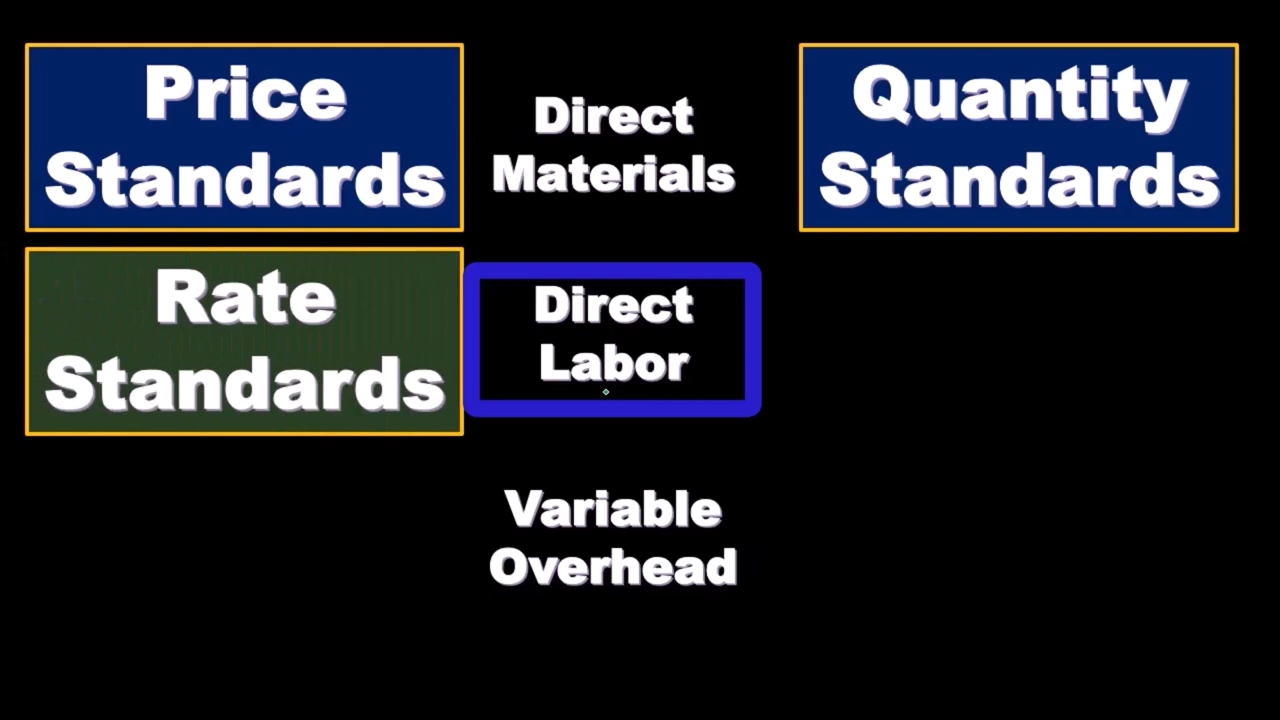 Price
Standards
Direct
Materials
Quantity
Standards
Rate
Standards
Direct
Labor
Variable
Overhead